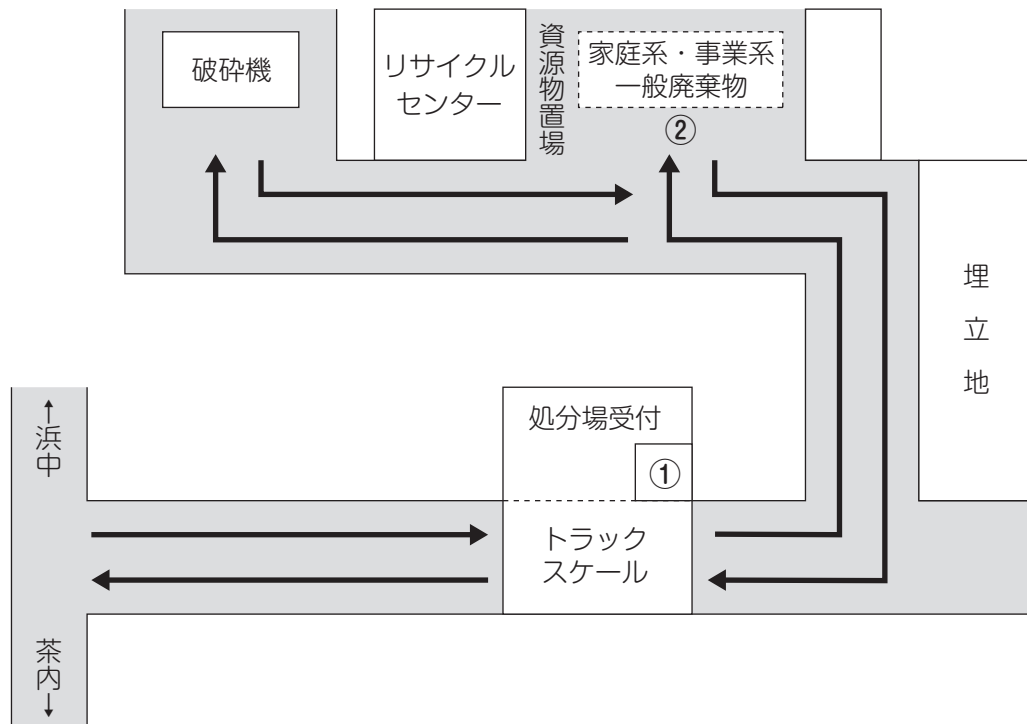 破砕機
リサイクル
センター
資源物置場
家庭系・事業系
一般廃棄物
②
埋立地
処分場受付
①
トラック
スケール
←浜中
茶内→